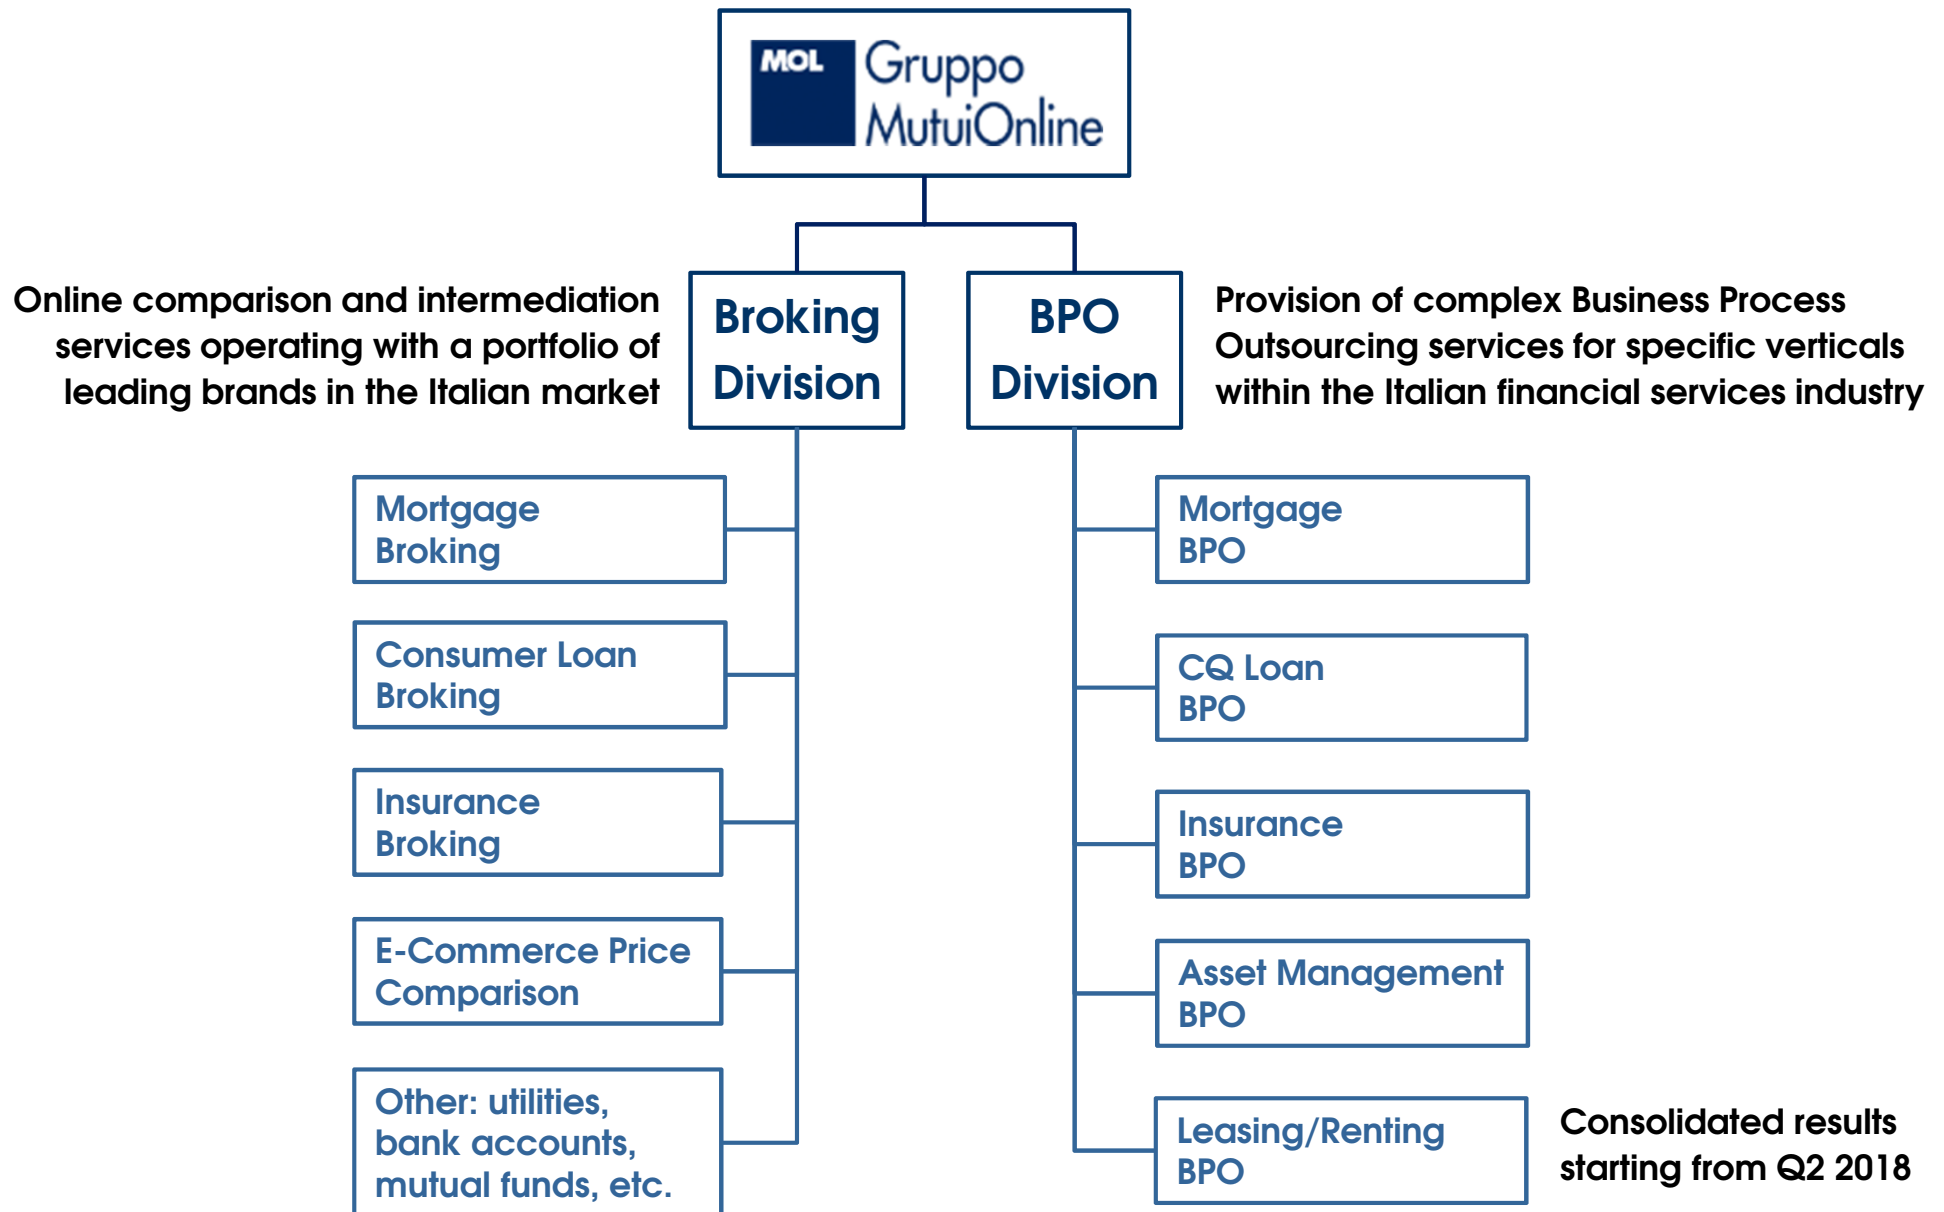 MOL
Gruppo
MutuiOnline
Online comparison and intermediation
services operating with a portfolio of
leading brands in the Italian market
Broking
Division
BPO
Division
Provision of complex Business Process
Outsourcing services for specific verticals
within the Italian financial services industry
Mortgage
Broking
Consumer Loan
Broking
Insurance
Broking
E-Commerce Price
Comparison
Other: utilities,
bank accounts,
mutual funds, etc.
Mortgage
BPO
CQ Loan
BPO
Insurance
BPO
Asset Management
BPO
Leasing/Renting
BPO
Consolidated results
starting from Q2 2018